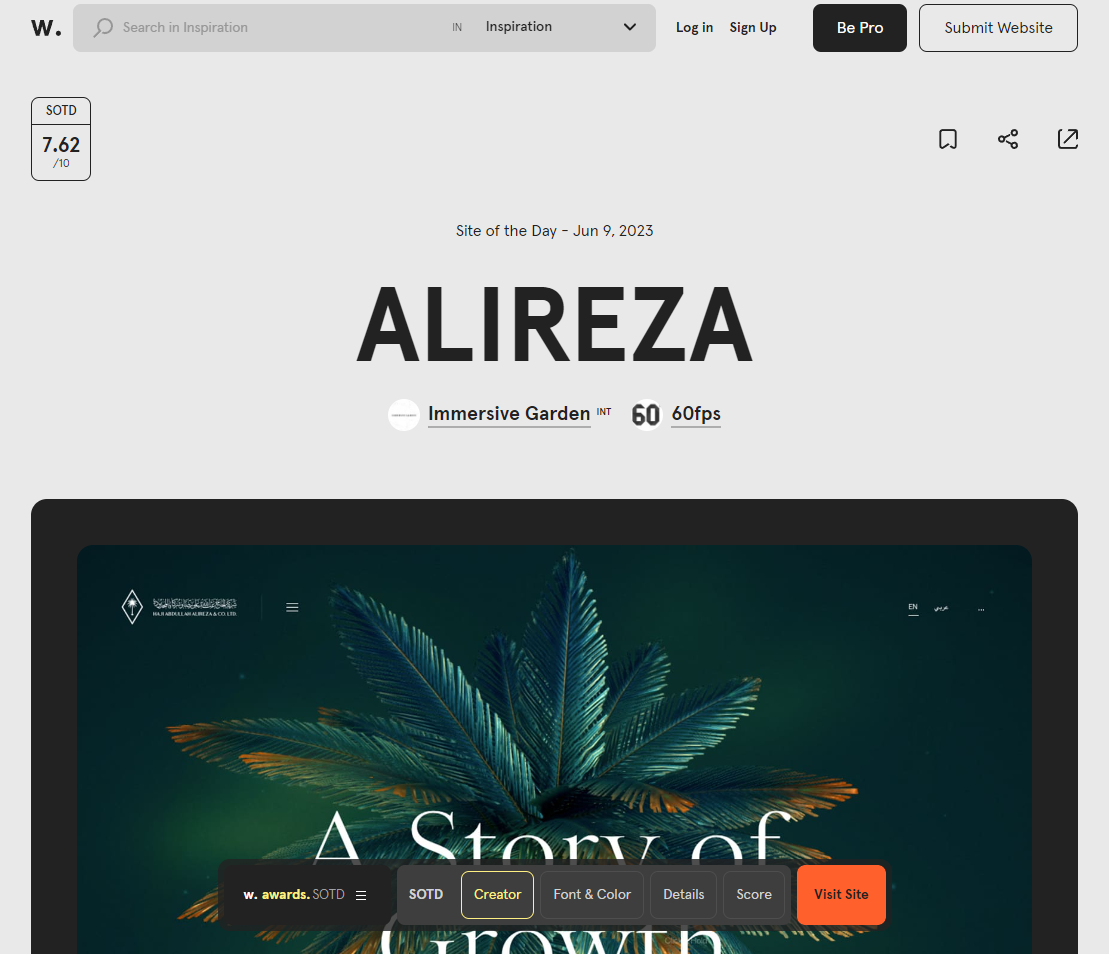 W.
Search in Inspiration
IN
Inspiration
Log in
Sign Up
Be Pro
Submit Website
SOTD
7.62
/10
Site of the Day - Jun 9, 2023
ALIREZA
Immersive Garden INT
60
60fps
HAJI ABDULLAH ALIREZA & CO. LTD.
EN
عربي
...
A Story of
Growth
w. awards. SOTD
SOTD
Creator
Font & Color
Details
Score
Visit Site